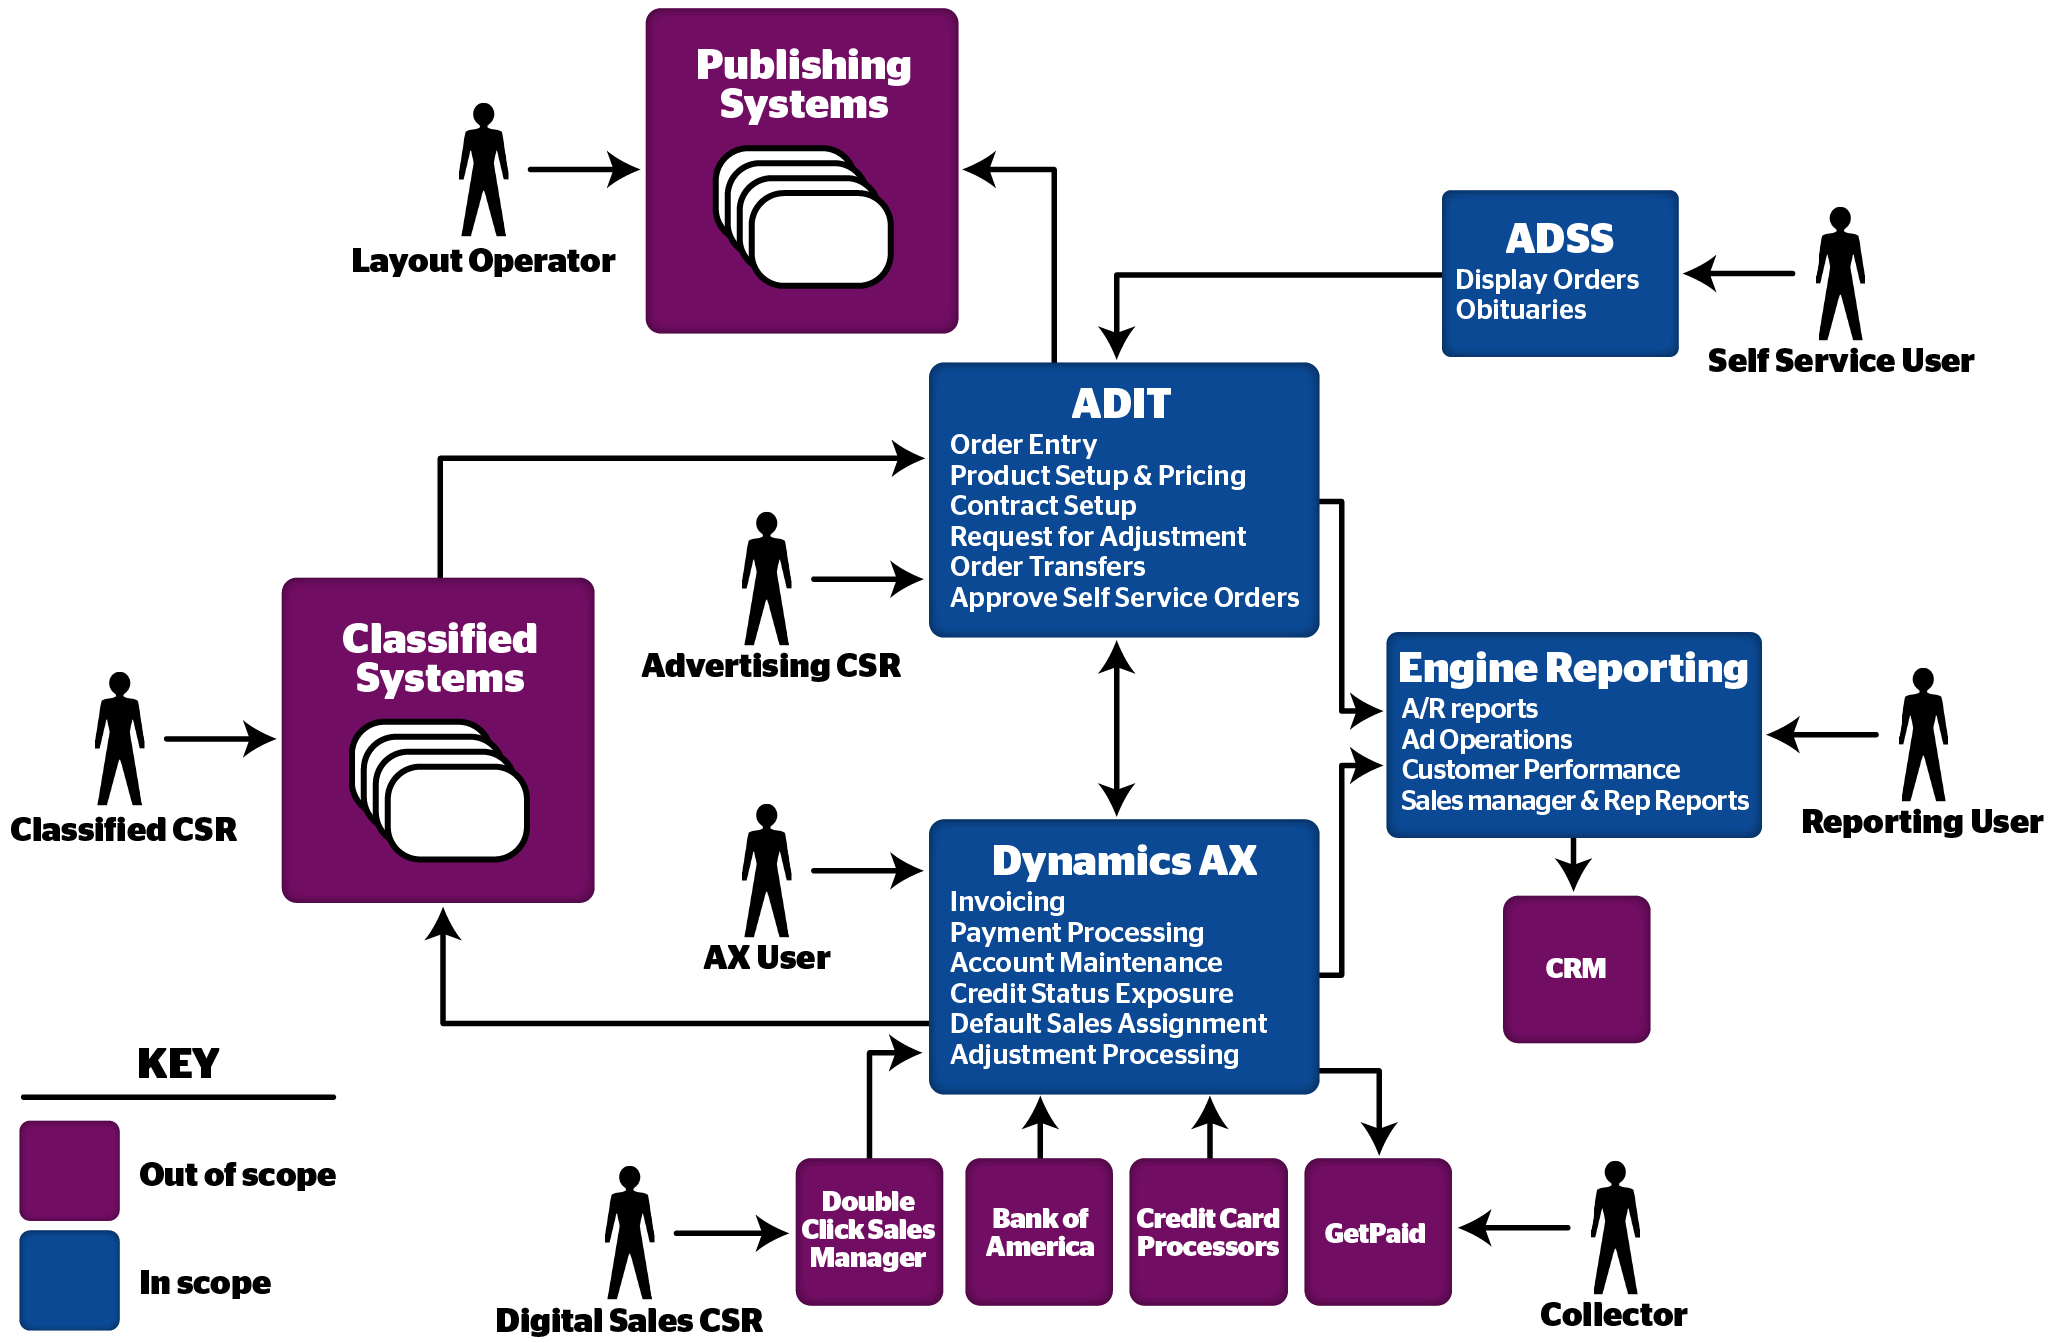 Publishing
Systems
Layout Operator
ADSS
Display Orders
Obituaries
Self Service User
ADIT
Order Entry
Product Setup & Pricing
Contract Setup
Request for Adjustment
Order Transfers
Approve Self Service Orders
Advertising CSR
Classified
Systems
Classified CSR
Engine Reporting
A/R reports
Ad Operations
Customer Performance
Sales manager & Rep Reports
Reporting User
AX User
Dynamics AX
Invoicing
Payment Processing
Account Maintenance
Credit Status Exposure
Default Sales Assignment
Adjustment Processing
CRM
KEY
Out of scope
In scope
Digital Sales CSR
Double
Click Sales
Manager
Bank of
America
Credit Card
Processors
GetPaid
Collector